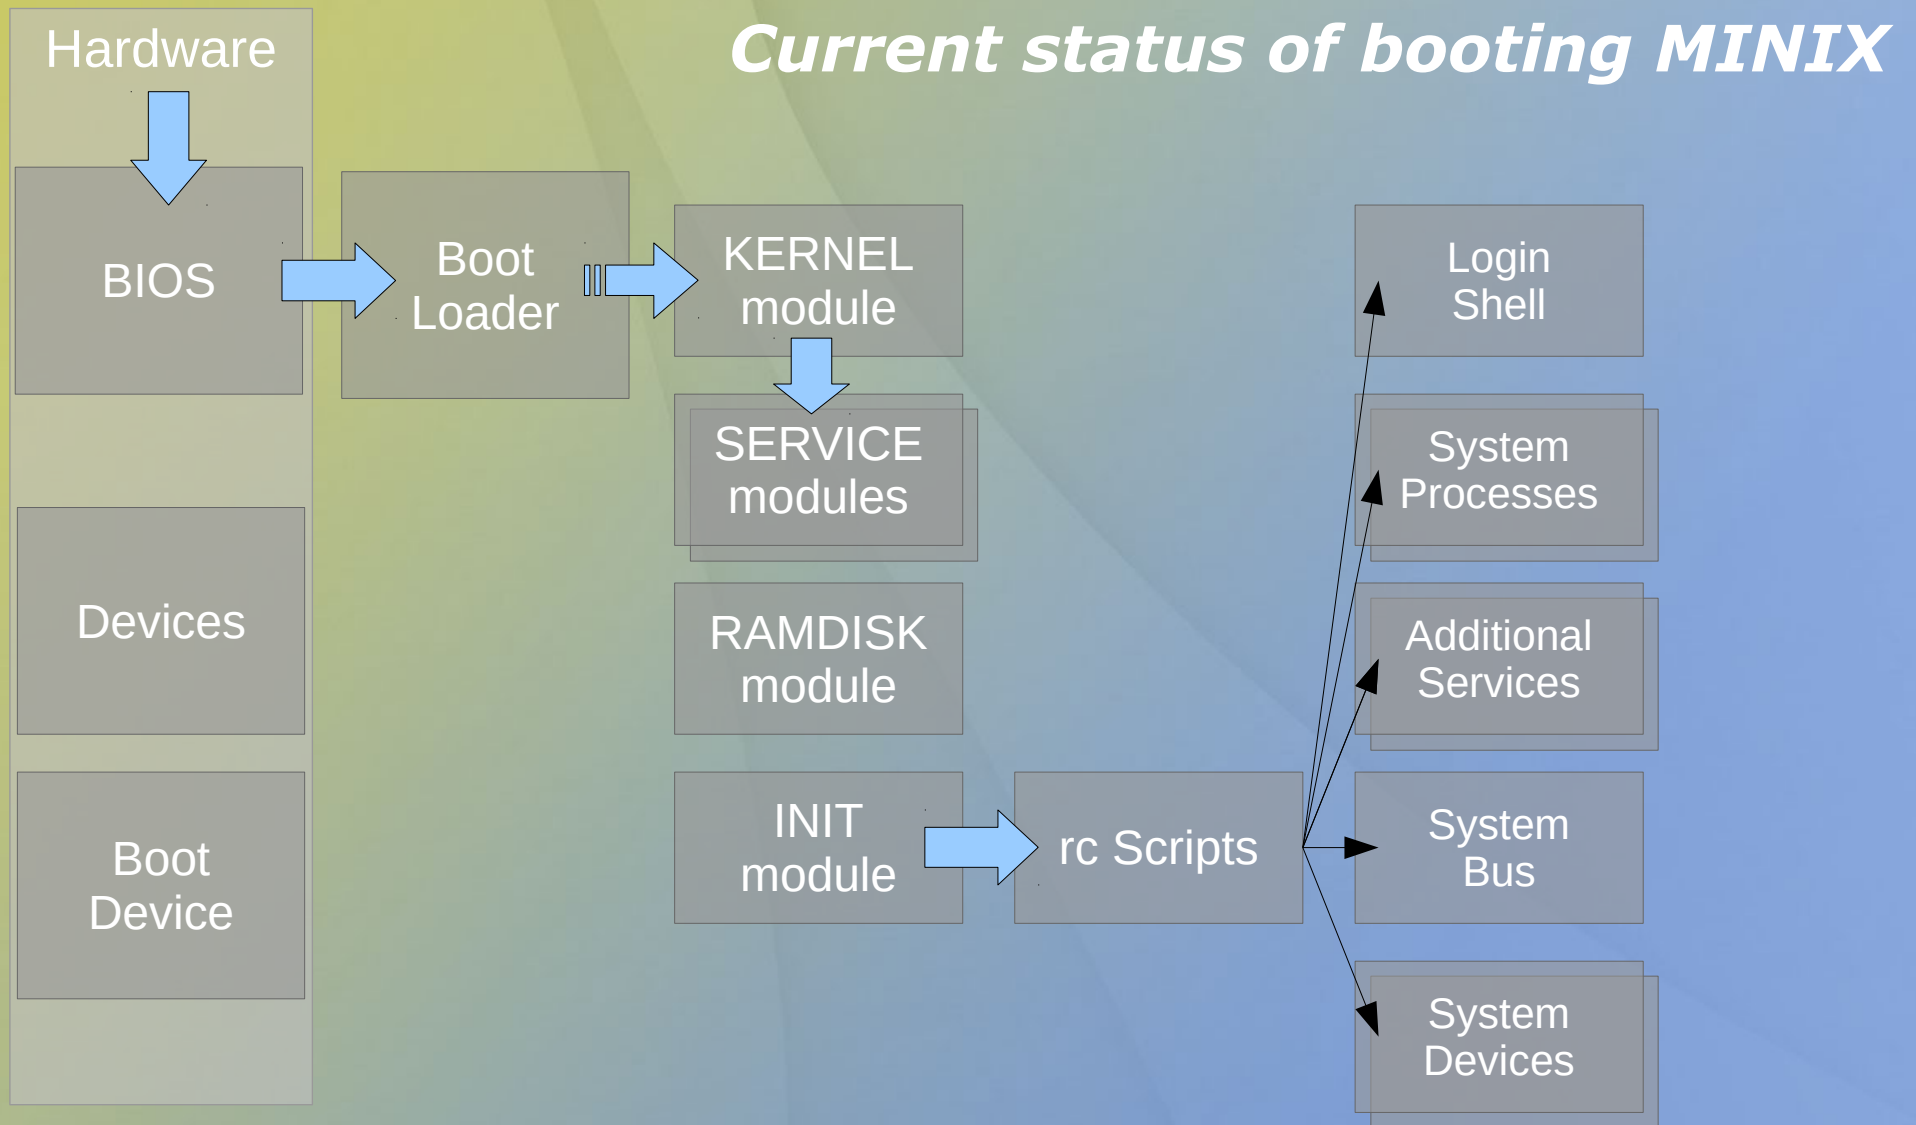 Current status of booting MINIX
Hardware
BIOS
Devices
Boot
Device
Boot
Loader
KERNEL
module
SERVICE
modules
RAMDISK
module
INIT
module
rc Scripts
Login
Shell
System
Processes
Additional
Services
System
Bus
System
Devices